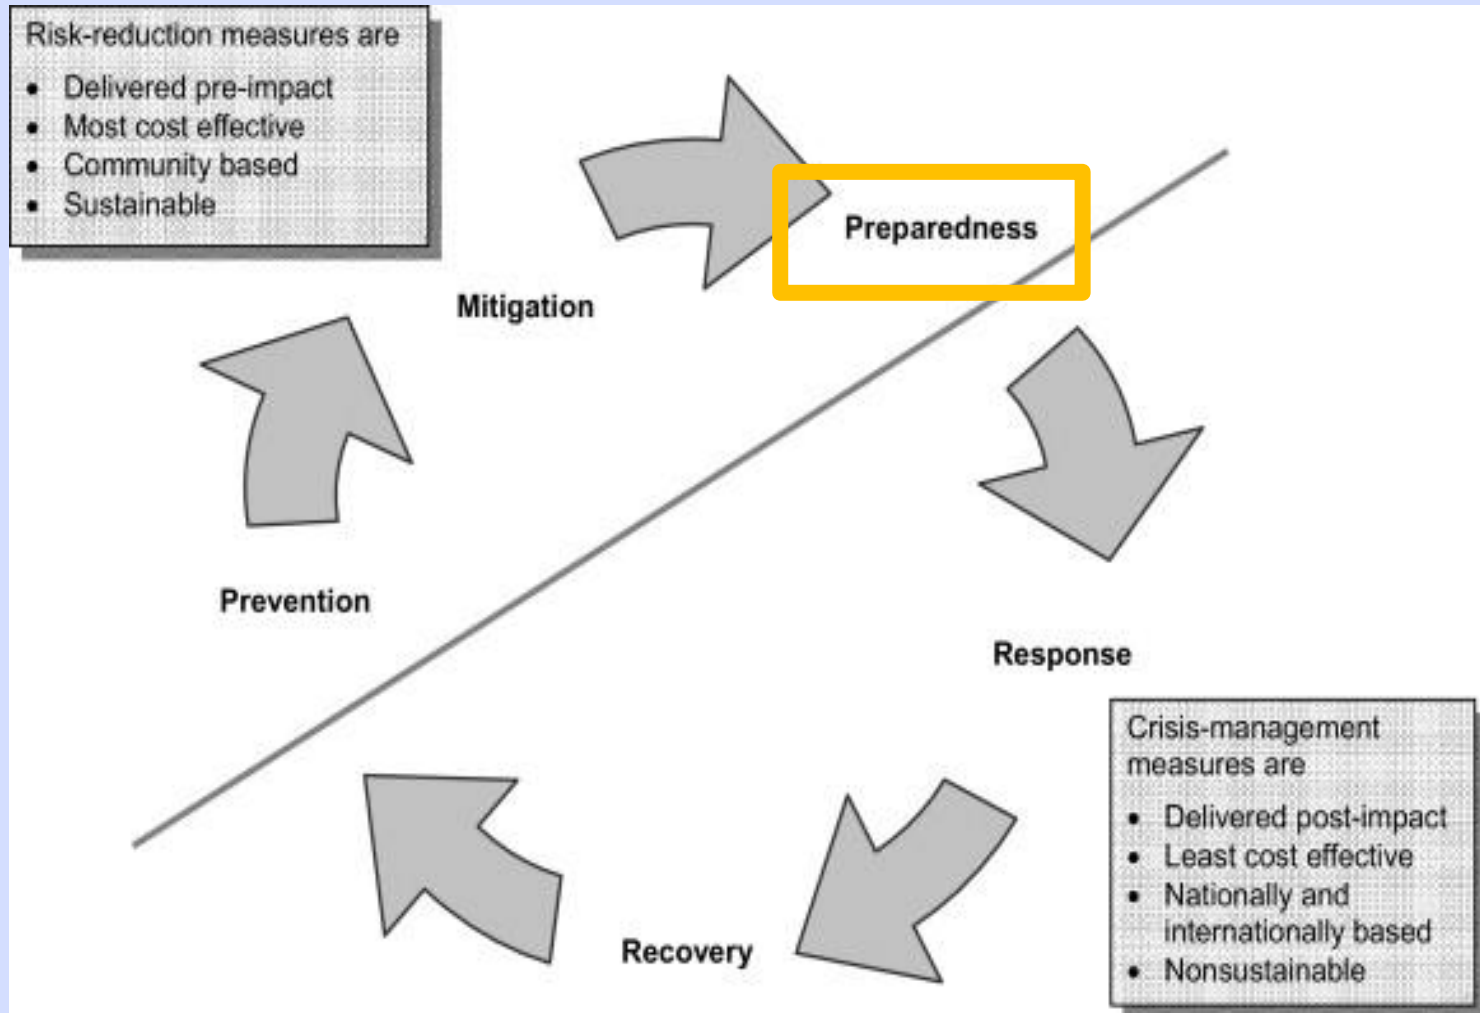 Risk-reduction measures are
• Delivered pre-impact
• Most cost effective
• Community based
• Sustainable
Preparedness
Mitigation
Prevention
Response
Crisis-management
measures are
• Delivered post-impact
• Least cost effective
• Nationally and
internationally based
• Nonsustainable
Recovery